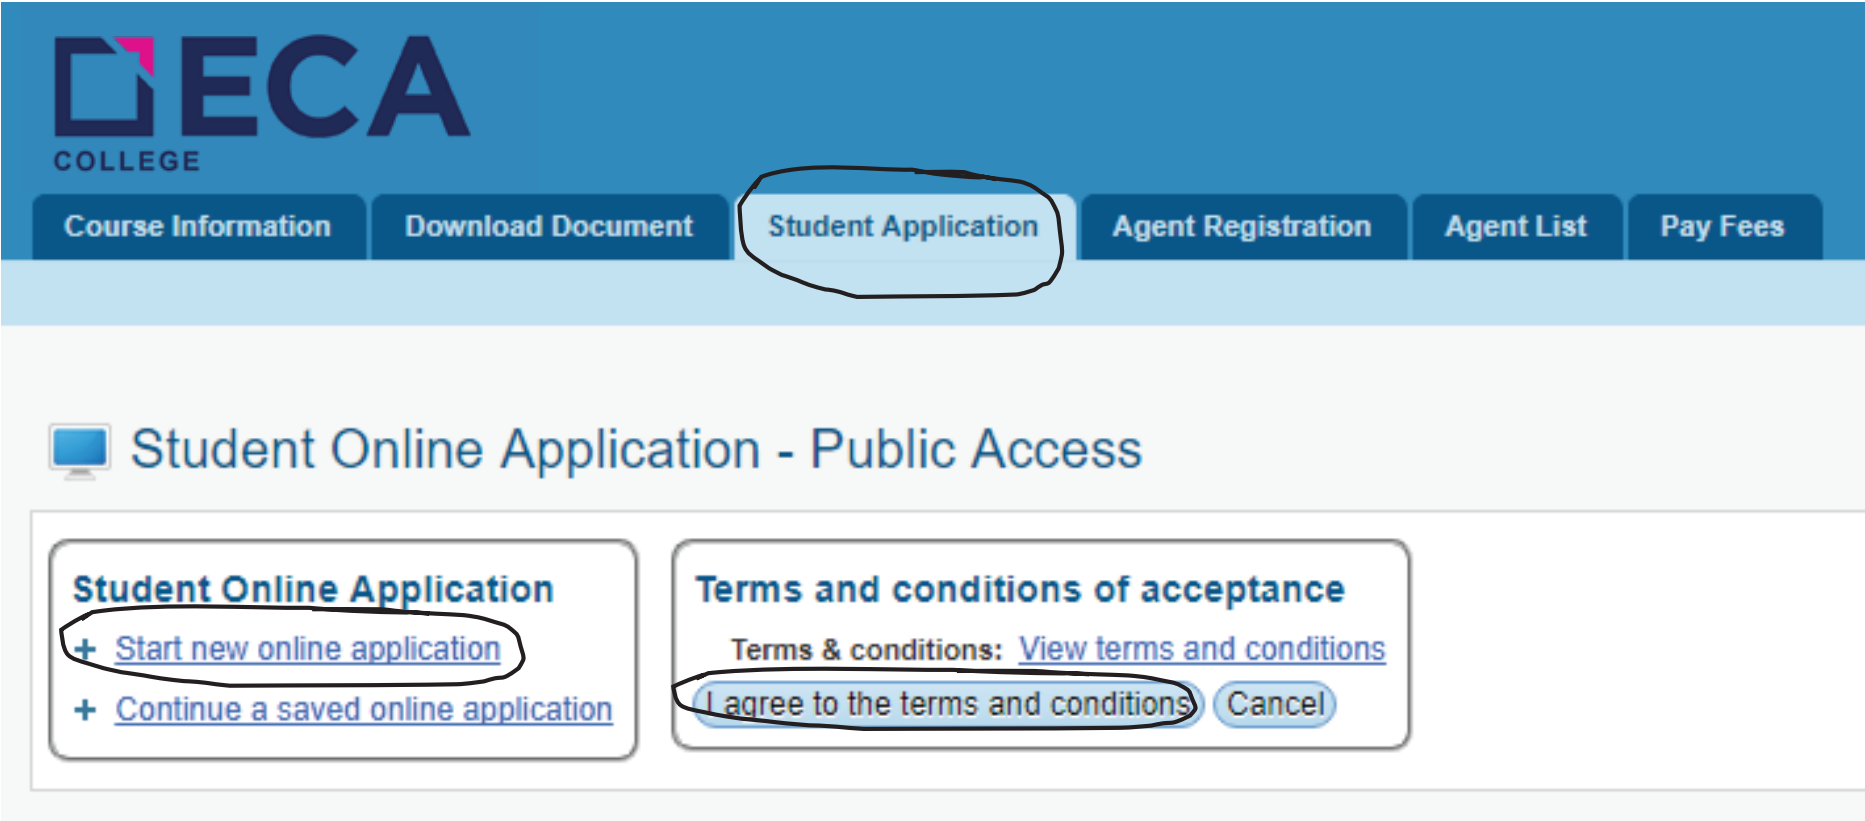 ECA
COLLEGE
Course Information Download Document Student Application Agent Registration Agent List Pay Fees
Student Online Application - Public Access
Student Online Application
+ Start new online application
+ Continue a saved online application
Terms and conditions of acceptance
Terms & conditions: View terms and conditions
I agree to the terms and conditions Cancel